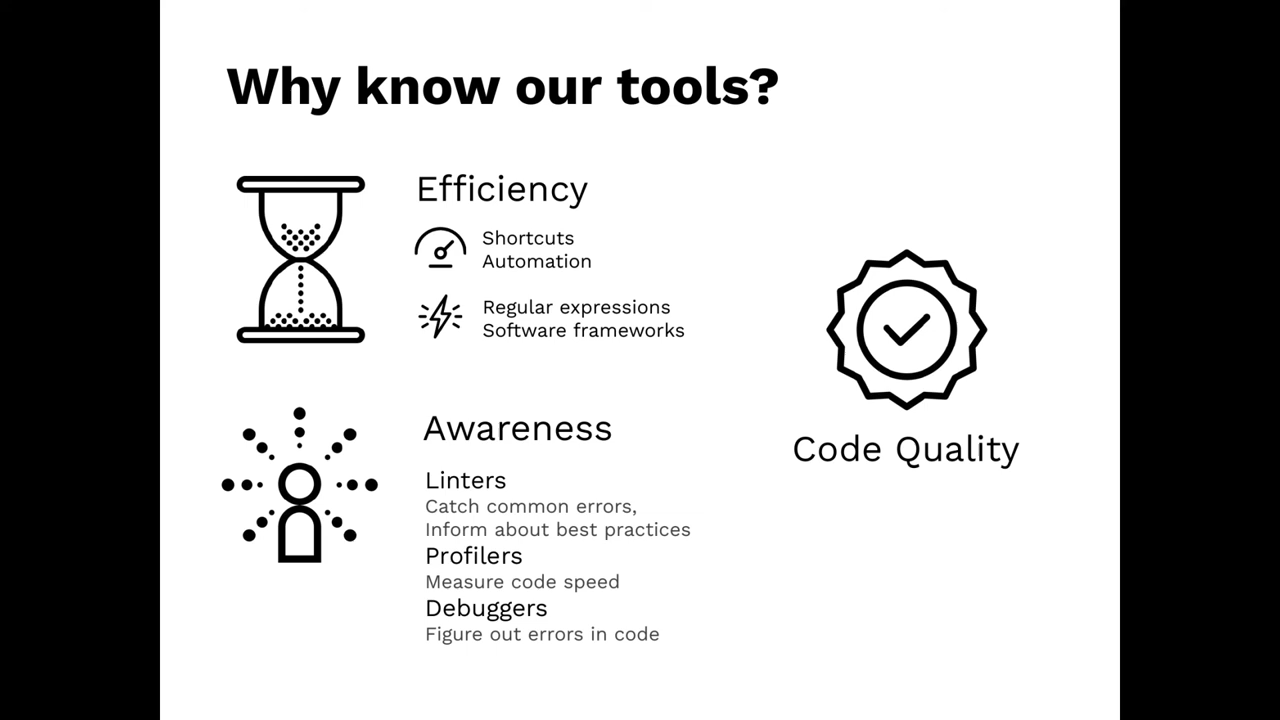 Why know our tools?
Efficiency
Shortcuts
Automation
Regular expressions
Software frameworks
Awareness
Linters
Catch common errors,
Inform about best practices
Profilers
Measure code speed
Debuggers
Figure out errors in code
Code Quality